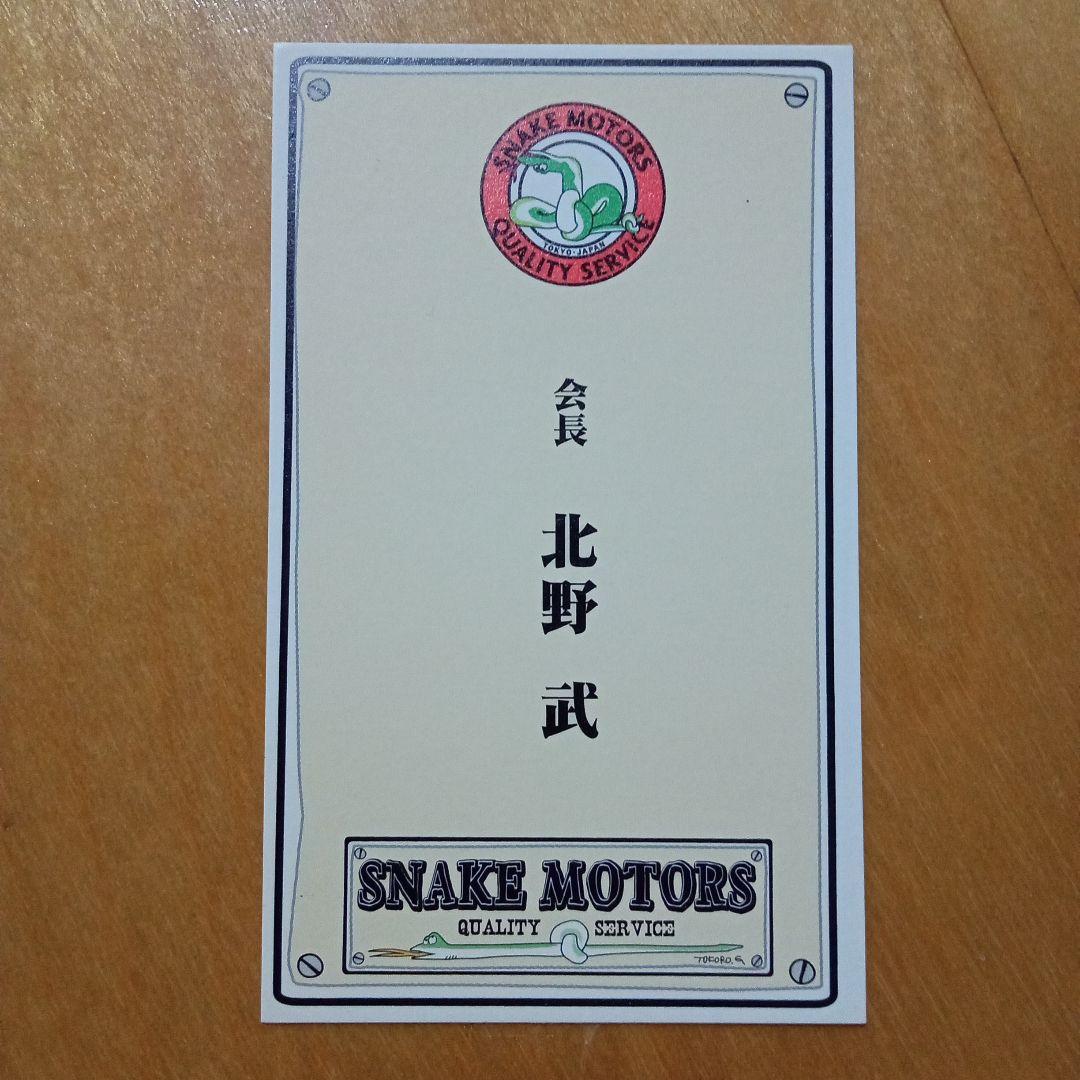 SNAKE MOTORS
TOKYO-JAPAN
QUALITY SERVICE
会長 北野 武
SNAKE MOTORS
QUALITY SERVICE
TOKORO.G